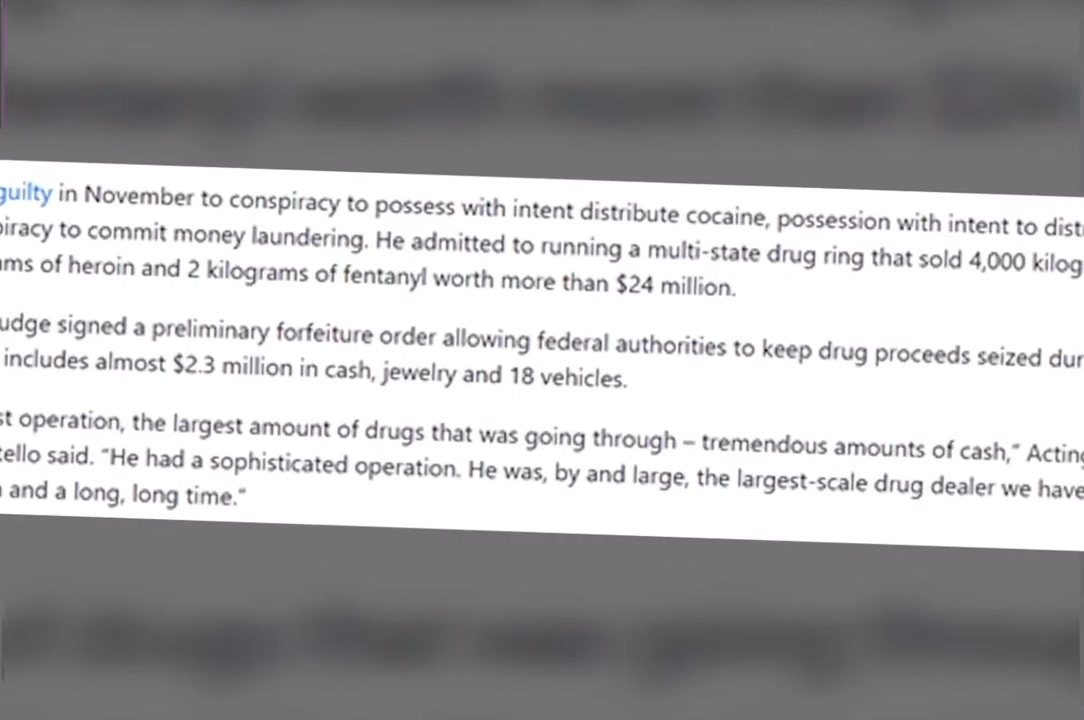 guilty in November to conspiracy to possess with intent distribute cocaine, possession with intent to dist
iracy to commit money laundering. He admitted to running a multi-state drug ring that sold 4,000 kilog
ms of heroin and 2 kilograms of fentanyl worth more than $24 million.
udge signed a preliminary forfeiture order allowing federal authorities to keep drug proceeds seized dur
includes almost $2.3 million in cash, jewelry and 18 vehicles.
st operation, the largest amount of drugs that was going through – tremendous amounts of cash,” Acting
ello said. “He had a sophisticated operation. He was, by and large, the largest-scale drug dealer we have
and a long, long time.”